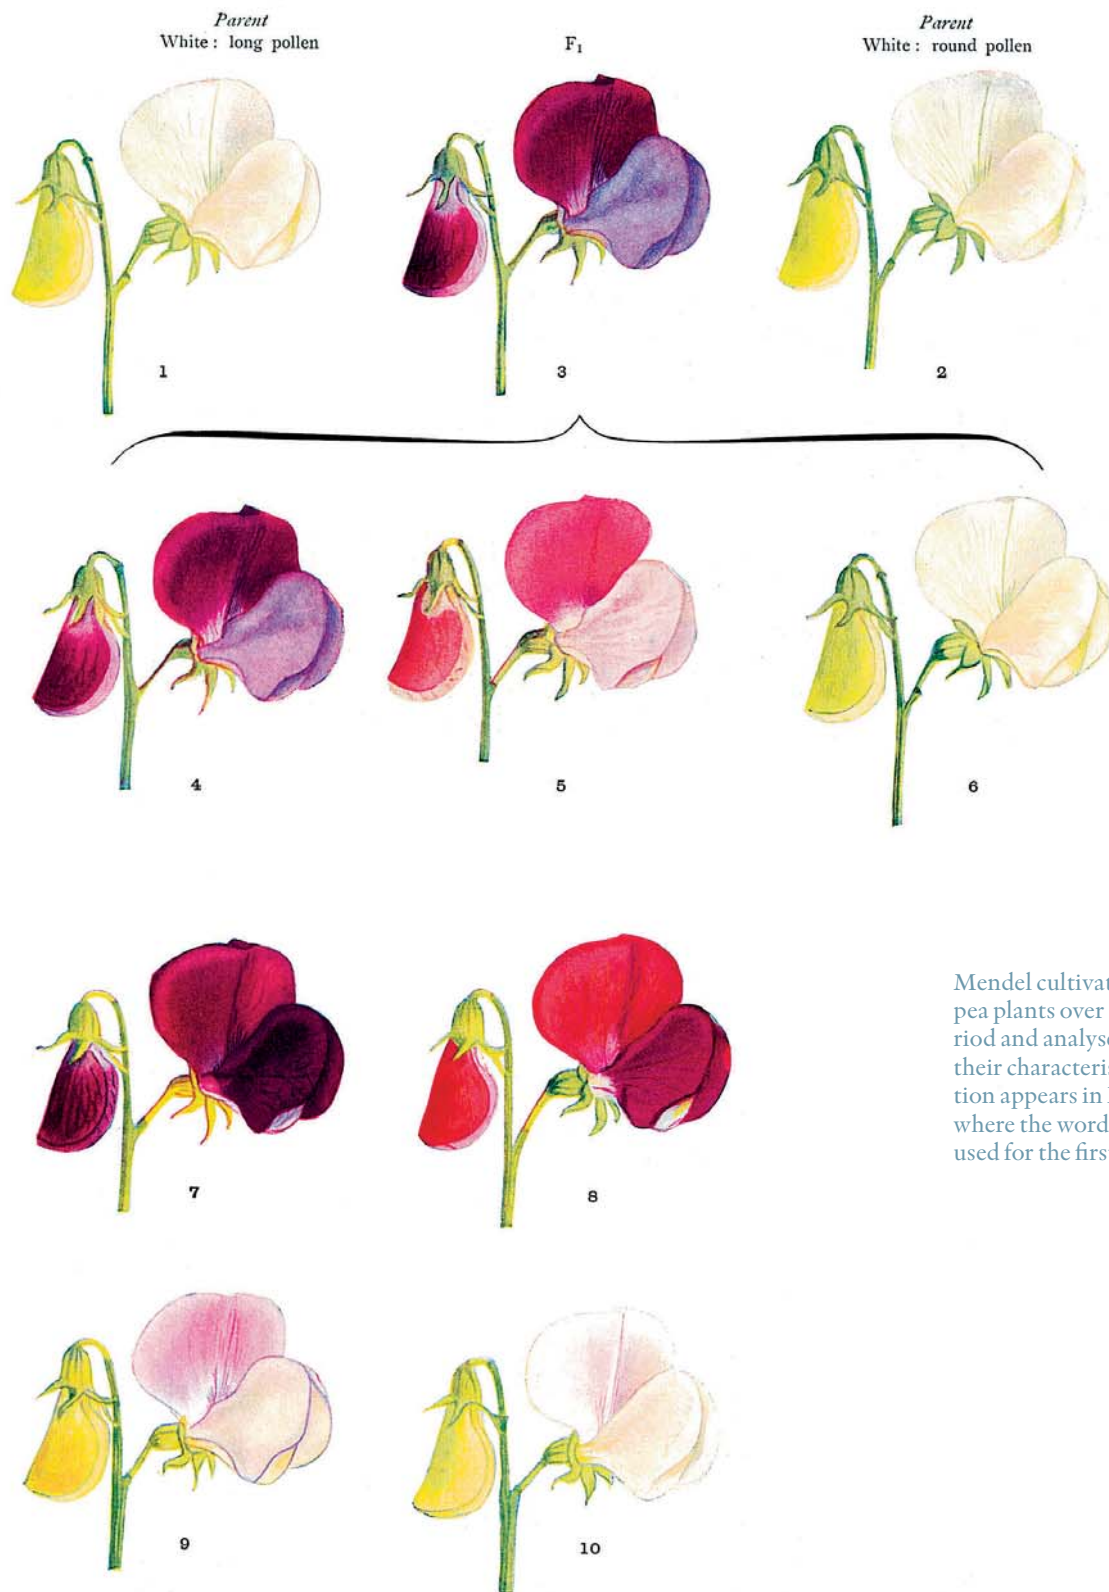 Parent
White : long pollen
F1
Parent
White : round pollen
1
3
2
4
5
6
Mendel cultivat
pea plants over
riod and analyse
their characteris
tion appears in
where the word
used for the firs
7
8
9
10